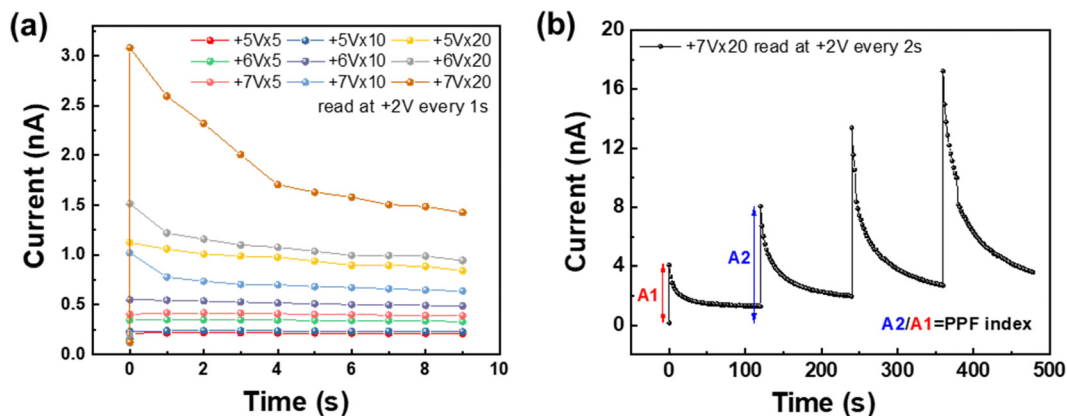 (a)
+5Vx5 +5Vx10 +5Vx20
+6Vx5 +6Vx10 +6Vx20
+7Vx5 +7Vx10 +7Vx20
read at +2V every 1s
Current (nA)
3.0
2.5
2.0
1.5
1.0
0.5
0.0
0 2 4 6 8 10
Time (s)
(b)
+7Vx20 read at +2V every 2s
Current (nA)
20
16
12
8
4
0
A1
A2
A2/A1=PPF index
0 100 200 300 400 500
Time (s)